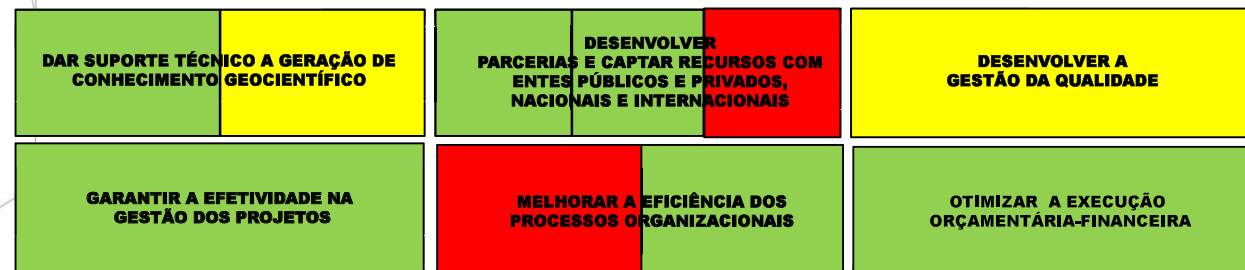 DAR SUPORTE TÉCNICO A GERAÇÃO DE
CONHECIMENTO GEOCIENTÍFICO
DESENVOLVER
PARCERIAS E CAPTAR RECURSOS COM
ENTES PÚBLICOS E PRIVADOS,
NACIONAIS E INTERNACIONAIS
DESENVOLVER A
GESTÃO DA QUALIDADE
GARANTIR A EFETIVIDADE NA
GESTÃO DOS PROJETOS
MELHORAR A EFICIÊNCIA DOS
PROCESSOS ORGANIZACIONAIS
OTIMIZAR A EXECUÇÃO
ORÇAMENTÁRIA-FINANCEIRA